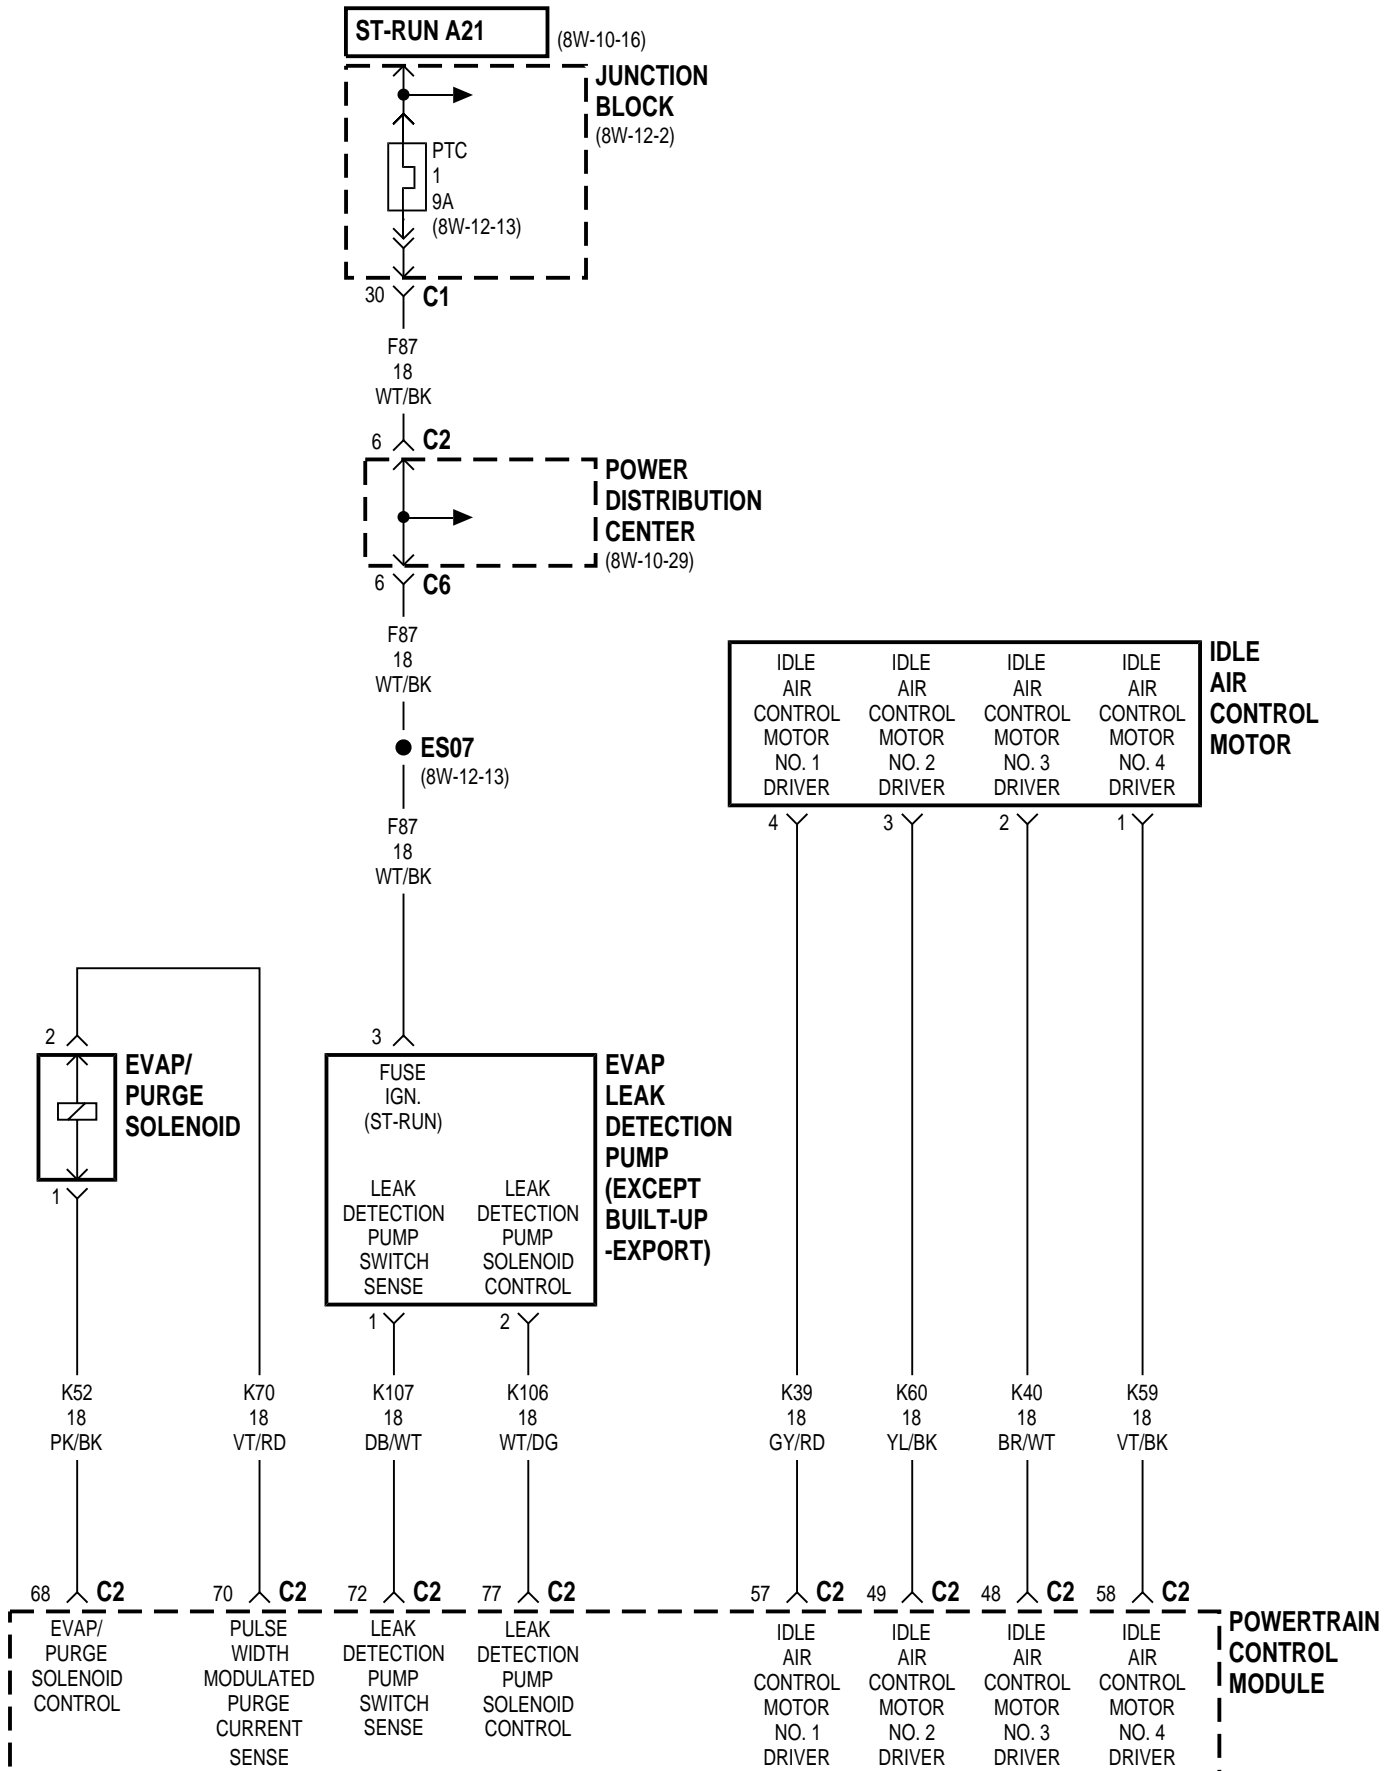 ST-RUN A21
(8W-10-16)
JUNCTION
BLOCK
(8W-12-2)
PTC
1
9A
(8W-12-13)
30 C1
F87
18
WT/BK
6 C2
POWER
DISTRIBUTION
CENTER
(8W-10-29)
6 C6
F87
18
WT/BK
ES07
(8W-12-13)
F87
18
WT/BK
IDLE
AIR
CONTROL
MOTOR
NO. 1
DRIVER
IDLE
AIR
CONTROL
MOTOR
NO. 2
DRIVER
IDLE
AIR
CONTROL
MOTOR
NO. 3
DRIVER
IDLE
AIR
CONTROL
MOTOR
NO. 4
DRIVER
IDLE
AIR
CONTROL
MOTOR
4 3 2 1
2
EVAP/
PURGE
SOLENOID
1
3
FUSE
IGN.
(ST-RUN)
LEAK
DETECTION
PUMP
SWITCH
SENSE
LEAK
DETECTION
PUMP
SOLENOID
CONTROL
EVAP
LEAK
DETECTION
PUMP
(EXCEPT
BUILT-UP
-EXPORT)
1 2
K52
18
PK/BK
K70
18
VT/RD
K107
18
DB/WT
K106
18
WT/DG
K39
18
GY/RD
K60
18
YL/BK
K40
18
BR/WT
K59
18
VT/BK
68 C2 70 C2 72 C2 77 C2 57 C2 49 C2 48 C2 58 C2
EVAP/
PURGE
SOLENOID
CONTROL
PULSE
WIDTH
MODULATED
PURGE
CURRENT
SENSE
LEAK
DETECTION
PUMP
SWITCH
SENSE
LEAK
DETECTION
PUMP
SOLENOID
CONTROL
IDLE
AIR
CONTROL
MOTOR
NO. 1
DRIVER
IDLE
AIR
CONTROL
MOTOR
NO. 2
DRIVER
IDLE
AIR
CONTROL
MOTOR
NO. 3
DRIVER
IDLE
AIR
CONTROL
MOTOR
NO. 4
DRIVER
POWERTRAIN
CONTROL
MODULE